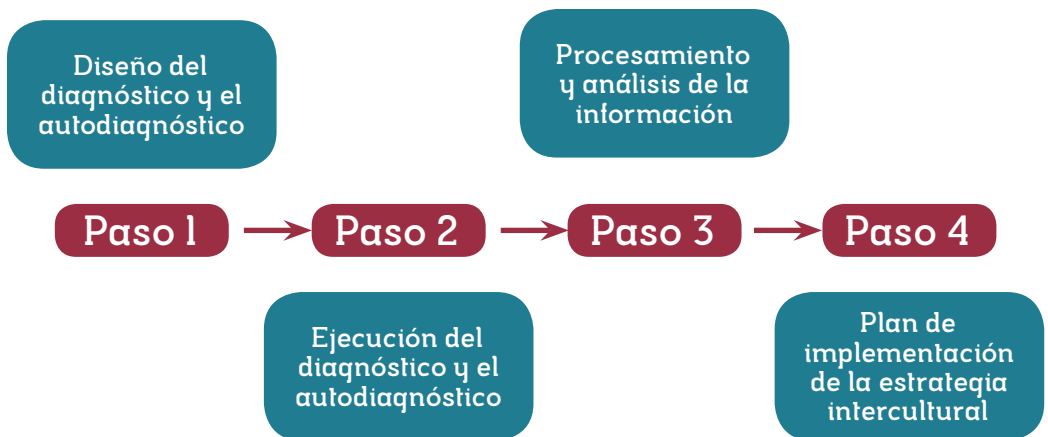 Diseño del
diagnóstico y el
autodiagnóstico
Procesamiento
y análisis de la
información
Paso 1
Paso 2
Paso 3
Paso 4
Ejecución del
diagnóstico y el
autodiagnóstico
Plan de
implementación
de la estrategia
intercultural